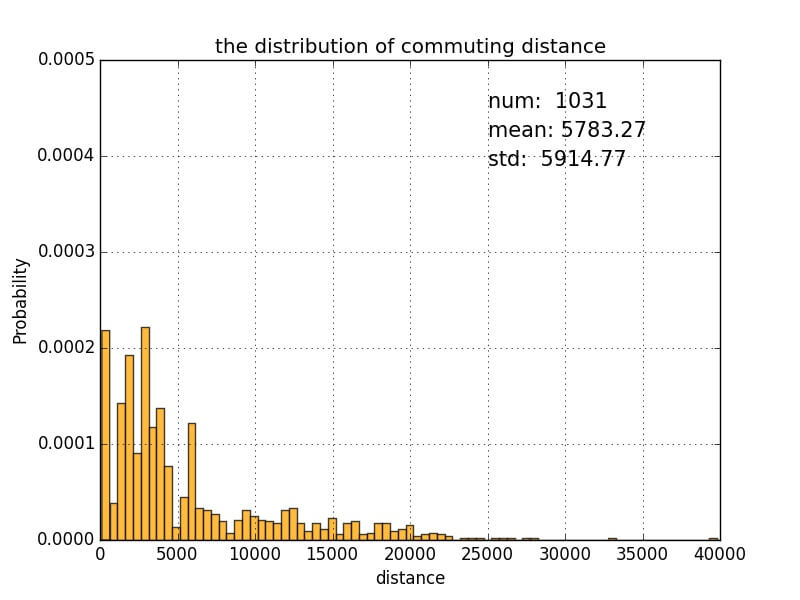 the distribution of commuting distance
num: 1031
mean: 5783.27
std: 5914.77
0.0005
0.0004
0.0003
0.0002
0.0001
0.0000
Probability
0 5000 10000 15000 20000 25000 30000 35000 40000
distance